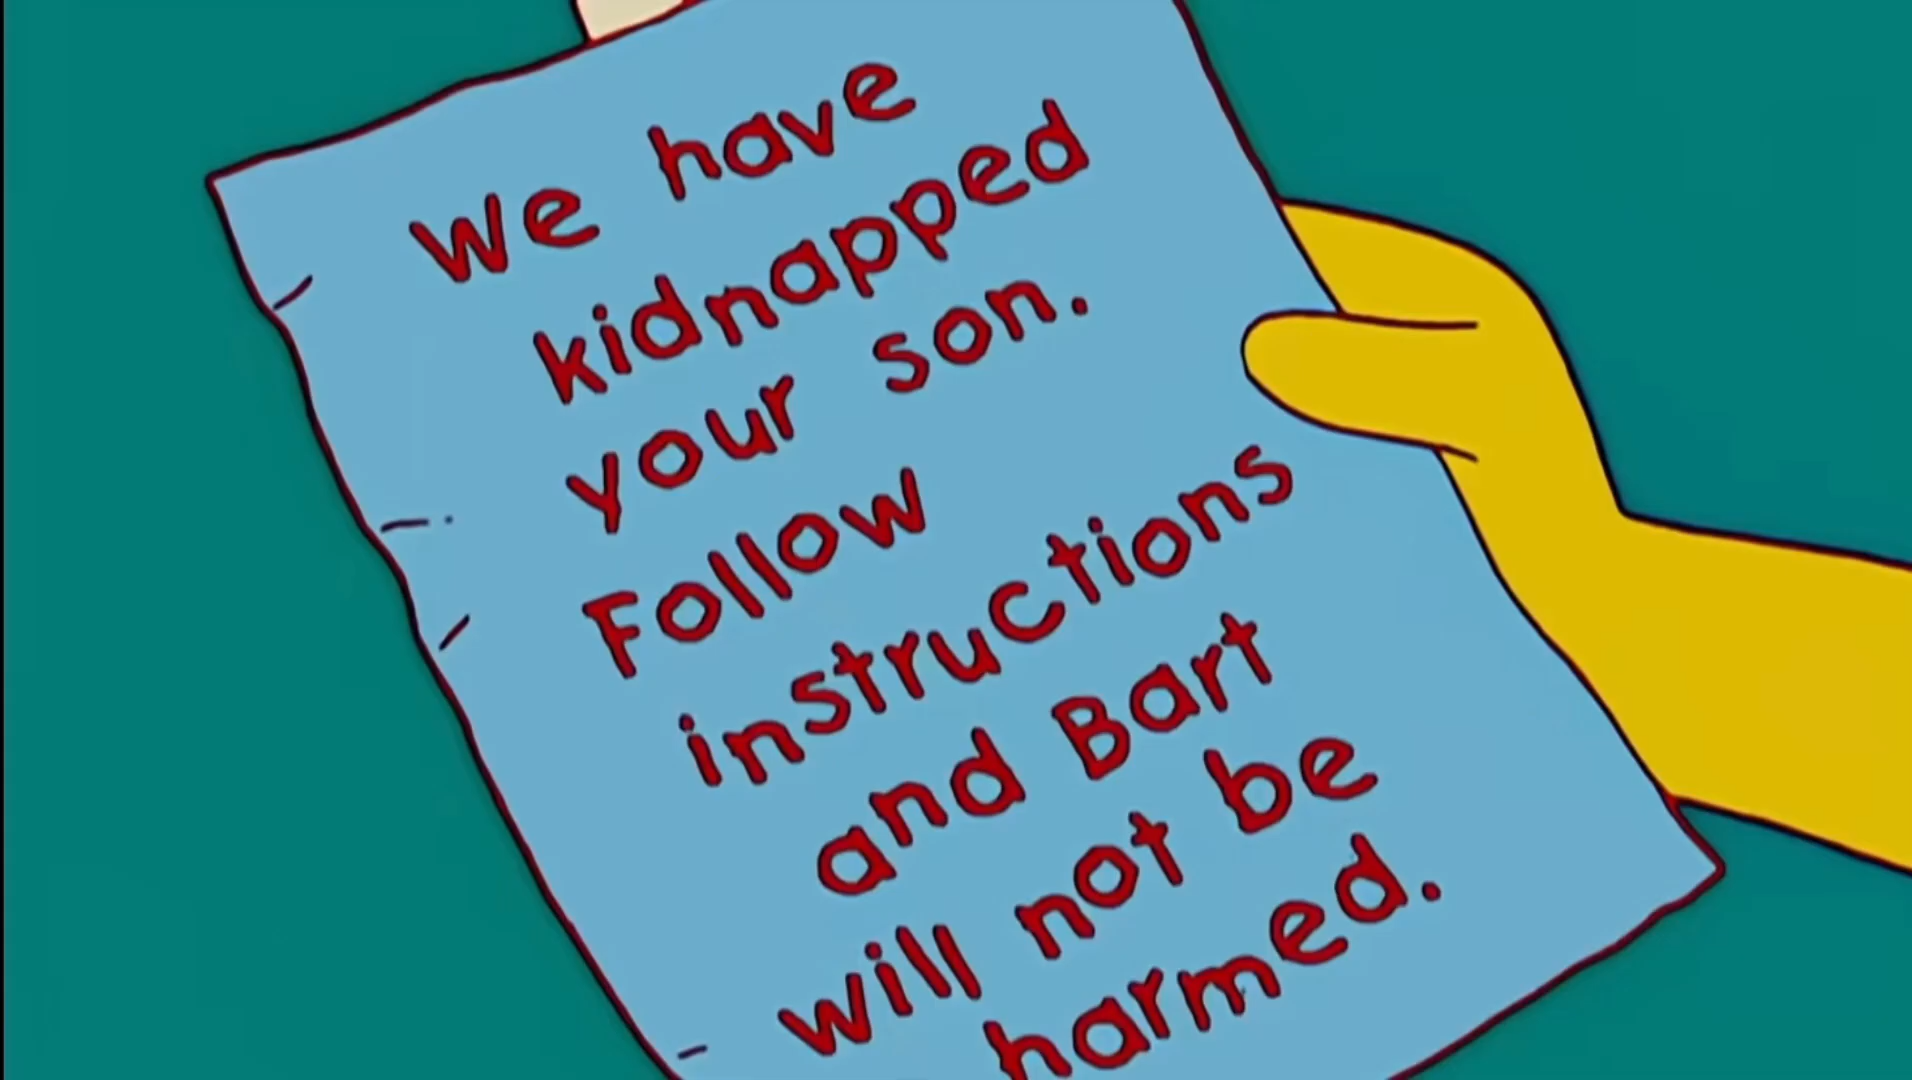 We have
kidnapped
your son.
Follow
instructions
and Bart
will not be
harmed.